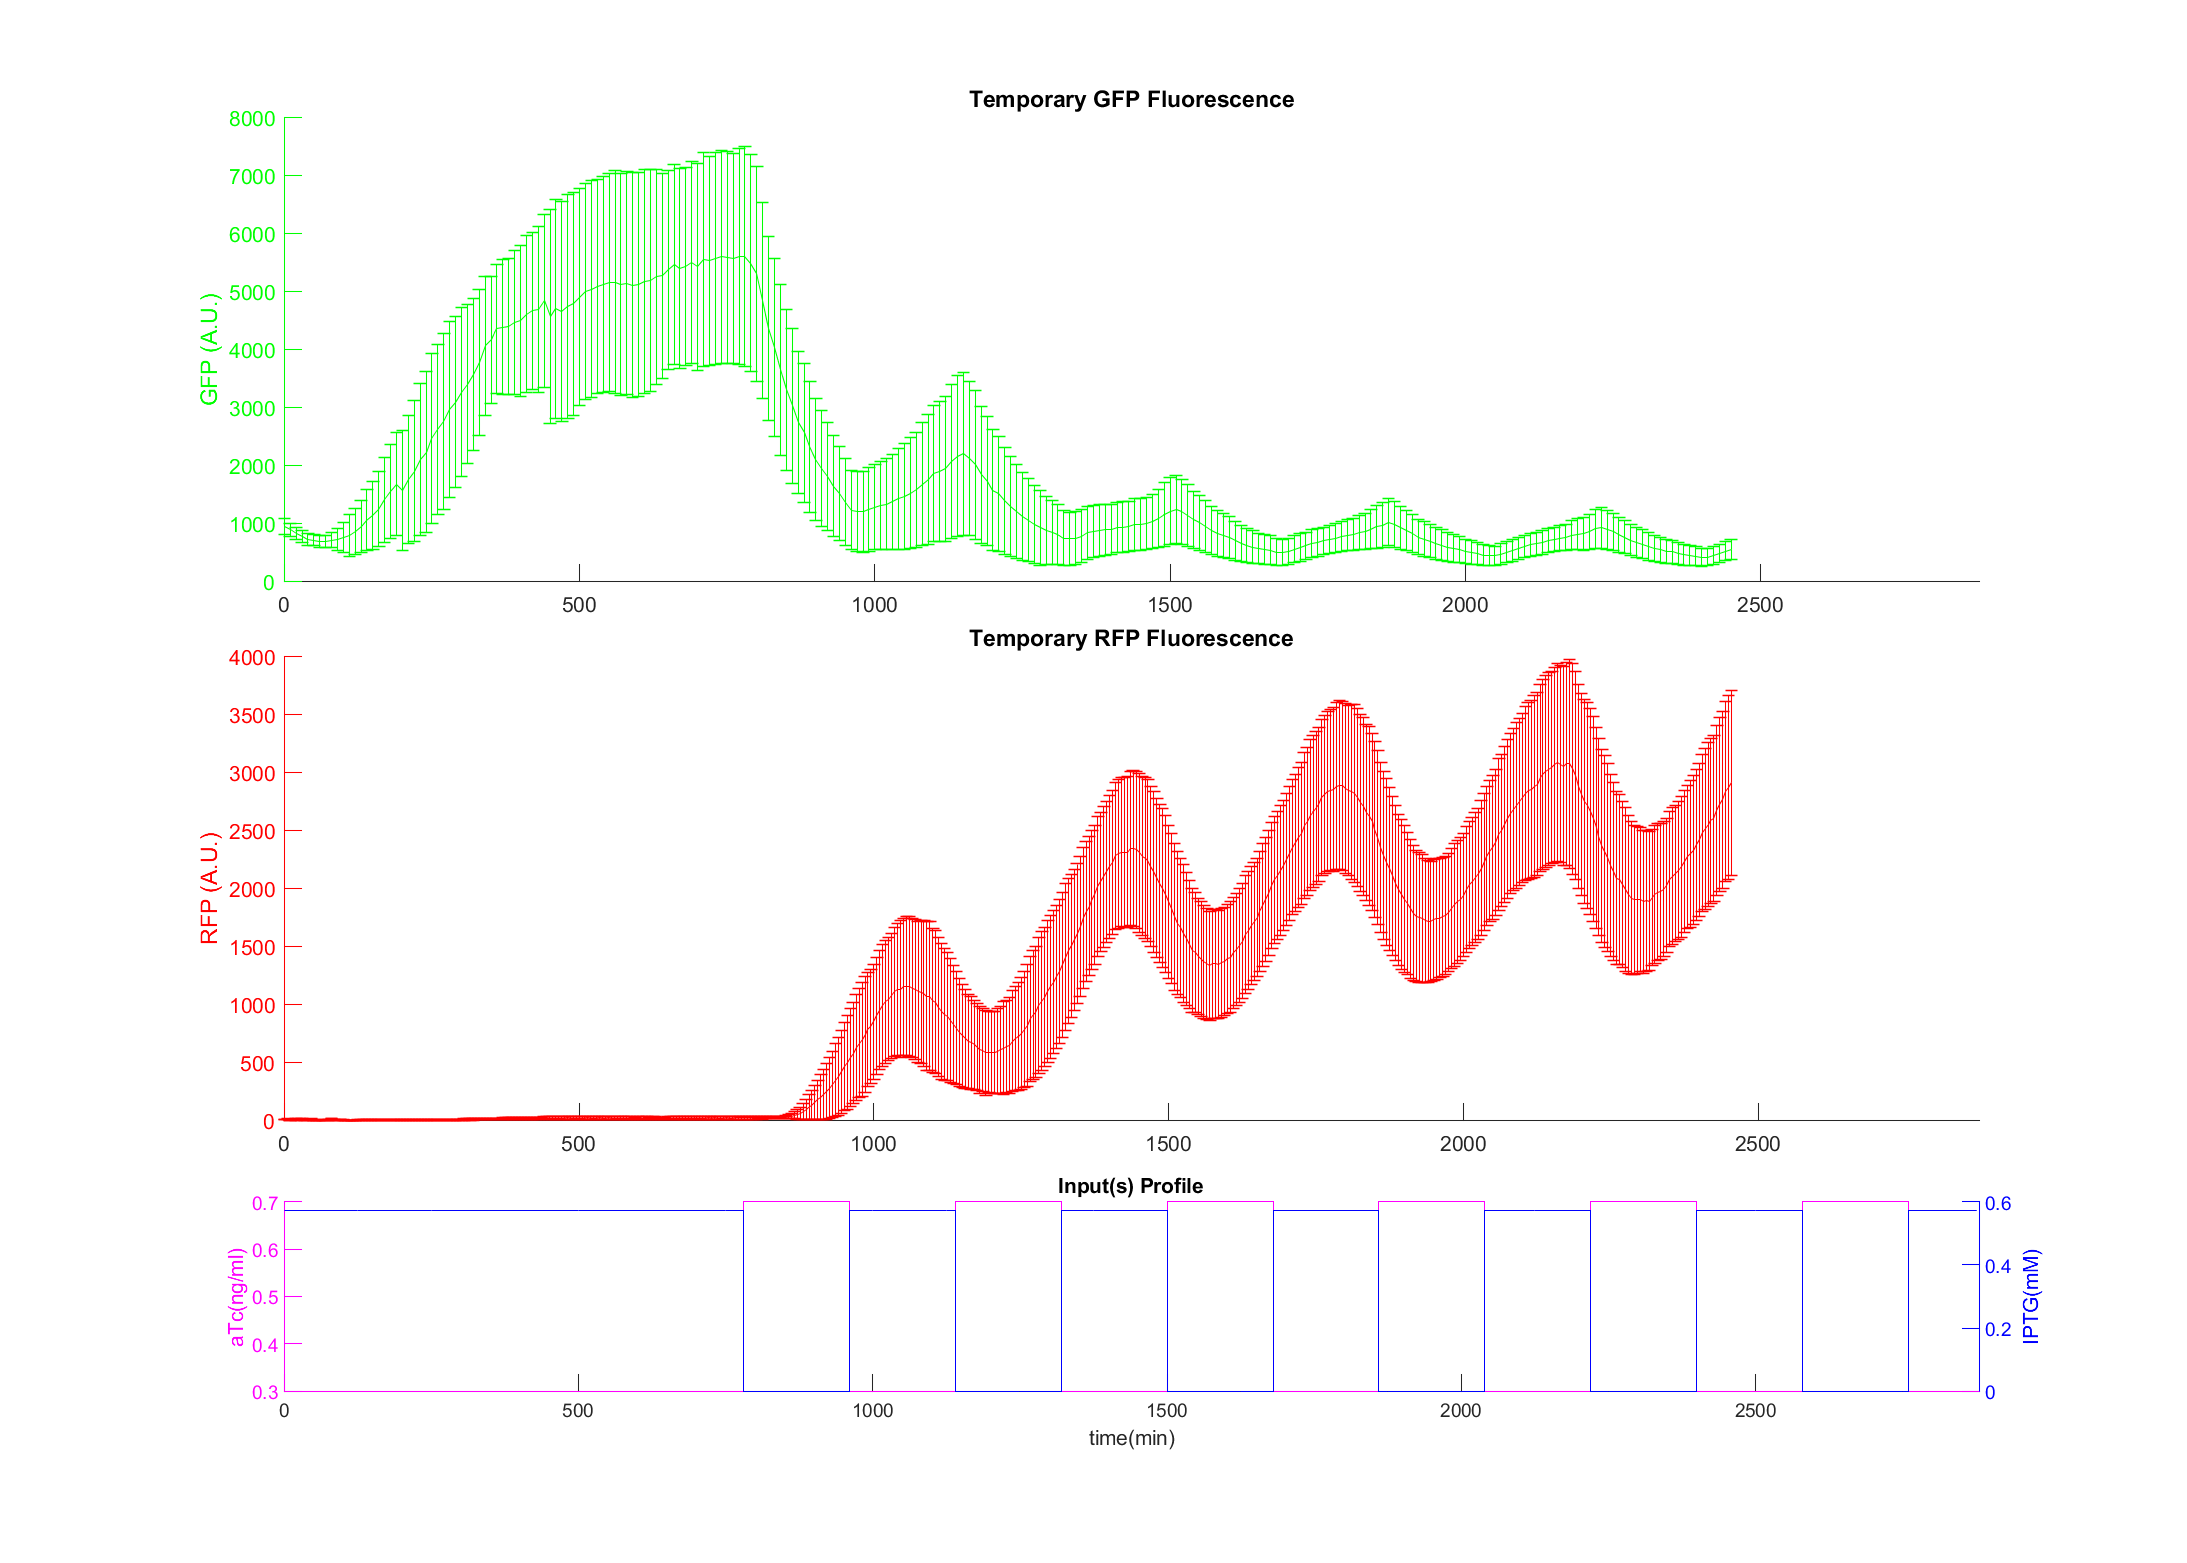 Temporary GFP Fluorescence
8000
7000
6000
5000
4000
3000
2000
1000
0
GFP (A.U.)
0 500 1000 1500 2000 2500
Temporary RFP Fluorescence
4000
3500
3000
2500
2000
1500
1000
500
0
RFP (A.U.)
0 500 1000 1500 2000 2500
Input(s) Profile
0.7
0.6
0.5
0.4
0.3
aTc(ng/ml)
0.6
0.4
0.2
0
IPTG(mM)
0 500 1000 1500 2000 2500
time(min)